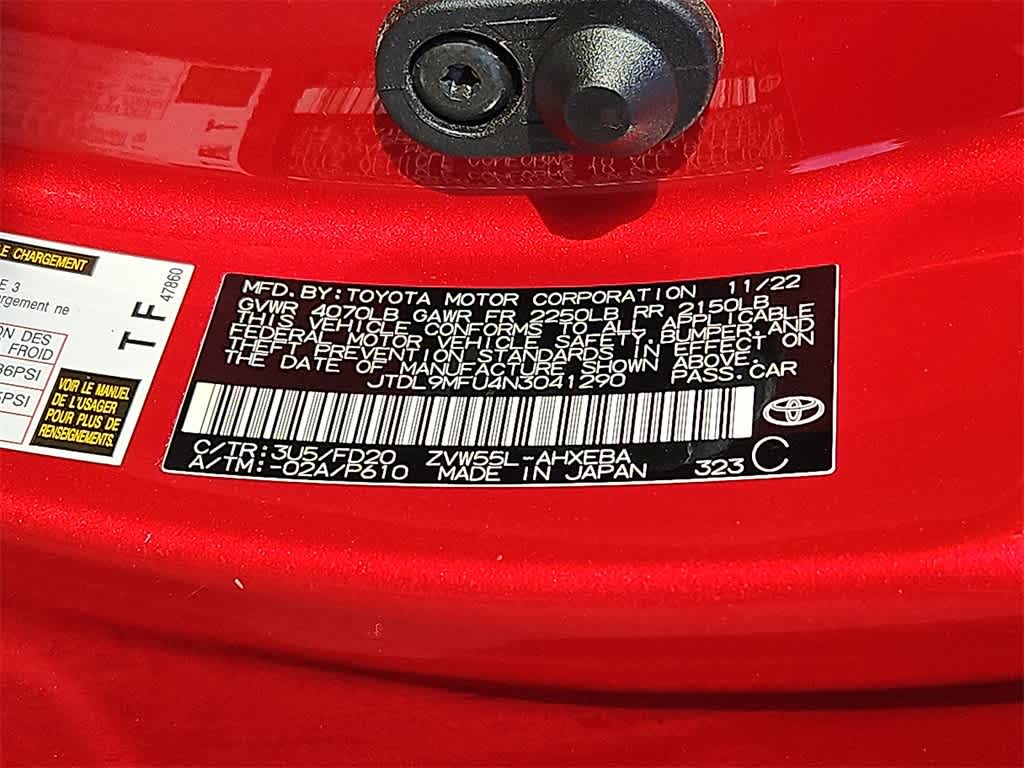 LE CHARGEMENT
E 3
rgement ne
TF
47860
ON DES
FROID
36PSI
PSI
VOIR LE MANUEL
DE L'USAGER
POUR PLUS DE
RENSEIGNEMENTS.
MFD. BY: TOYOTA MOTOR CORPORATION 11/22
GVWR 4070LB GAWR FR 2250LB RR 2150LB
THIS VEHICLE CONFORMS TO ALL APPLICABLE
FEDERAL MOTOR VEHICLE SAFETY, BUMPER, AND
THEFT PREVENTION STANDARDS IN EFFECT ON
THE DATE OF MANUFACTURE SHOWN ABOVE.
JTDL9MFU4N3041290 PASS. CAR
C/TR: 3U5/FD20 ZVW55L-AHXEBA
A/TM: -02A/P610 MADE IN JAPAN 323 C